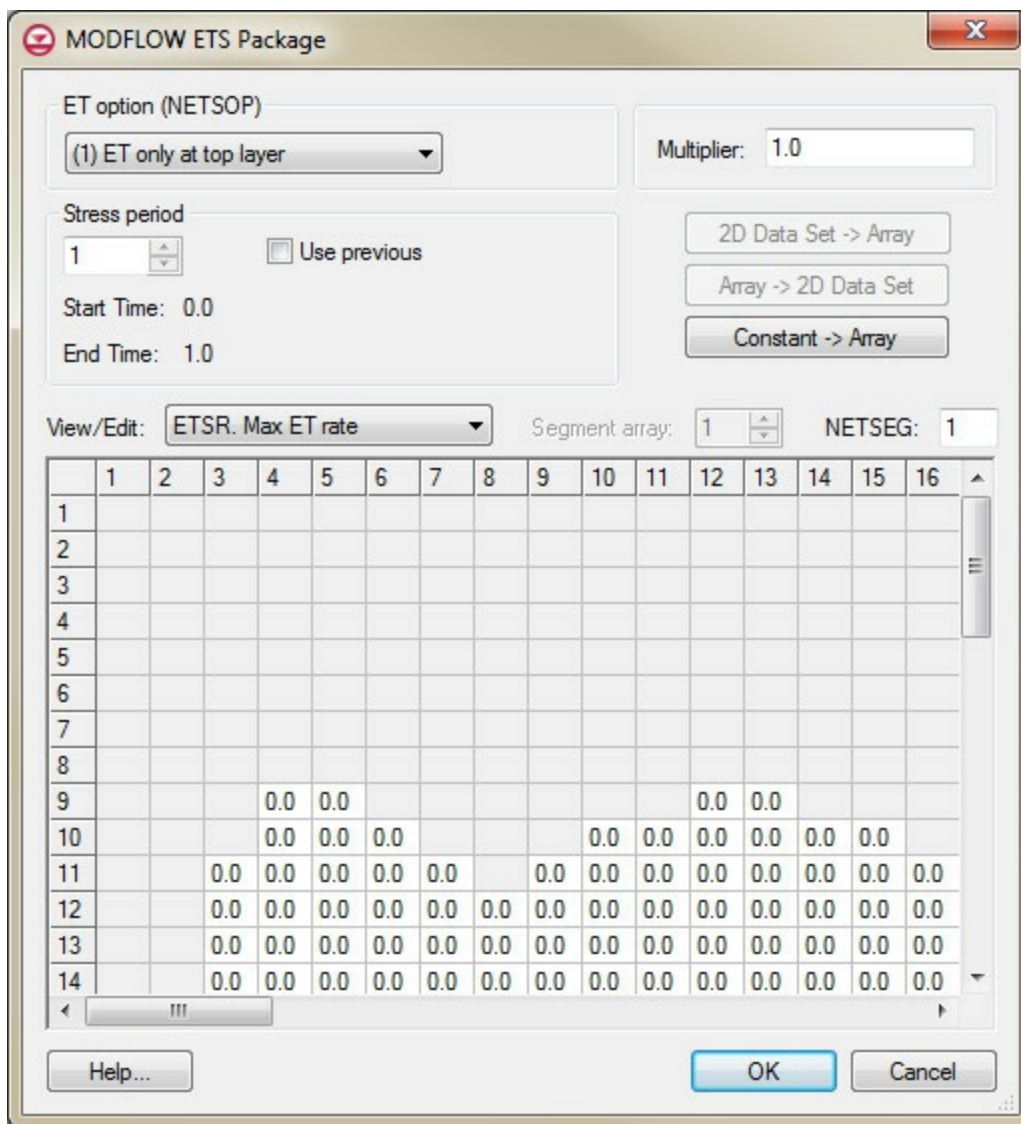 MODFLOW ETS Package
ET option (NETSOP)
(1) ET only at top layer
Multiplier: 1.0
Stress period
1
Use previous
Start Time: 0.0
End Time: 1.0
2D Data Set -> Array
Array -> 2D Data Set
Constant -> Array
View/Edit: ETSR. Max ET rate Segment array: 1 NETSEG: 1
1 2 3 4 5 6 7 8 9 10 11 12 13 14 15 16
1
2
3
4
5
6
7
8
9 0.0 0.0 0.0 0.0
10 0.0 0.0 0.0 0.0 0.0 0.0 0.0 0.0 0.0
11 0.0 0.0 0.0 0.0 0.0 0.0 0.0 0.0 0.0 0.0 0.0 0.0 0.0
12 0.0 0.0 0.0 0.0 0.0 0.0 0.0 0.0 0.0 0.0 0.0 0.0 0.0 0.0
13 0.0 0.0 0.0 0.0 0.0 0.0 0.0 0.0 0.0 0.0 0.0 0.0 0.0 0.0
14 0.0 0.0 0.0 0.0 0.0 0.0 0.0 0.0 0.0 0.0 0.0 0.0 0.0 0.0
Help... OK Cancel